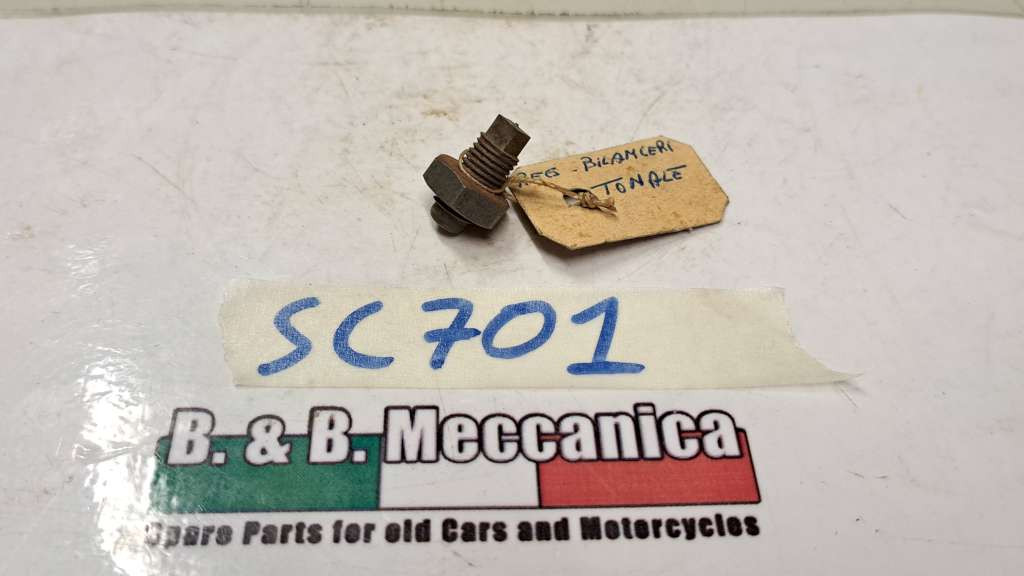 REG. BILANCERI
TONALE
SC701
B. & B. Meccanica
Spare Parts for old Cars and Motorcycles